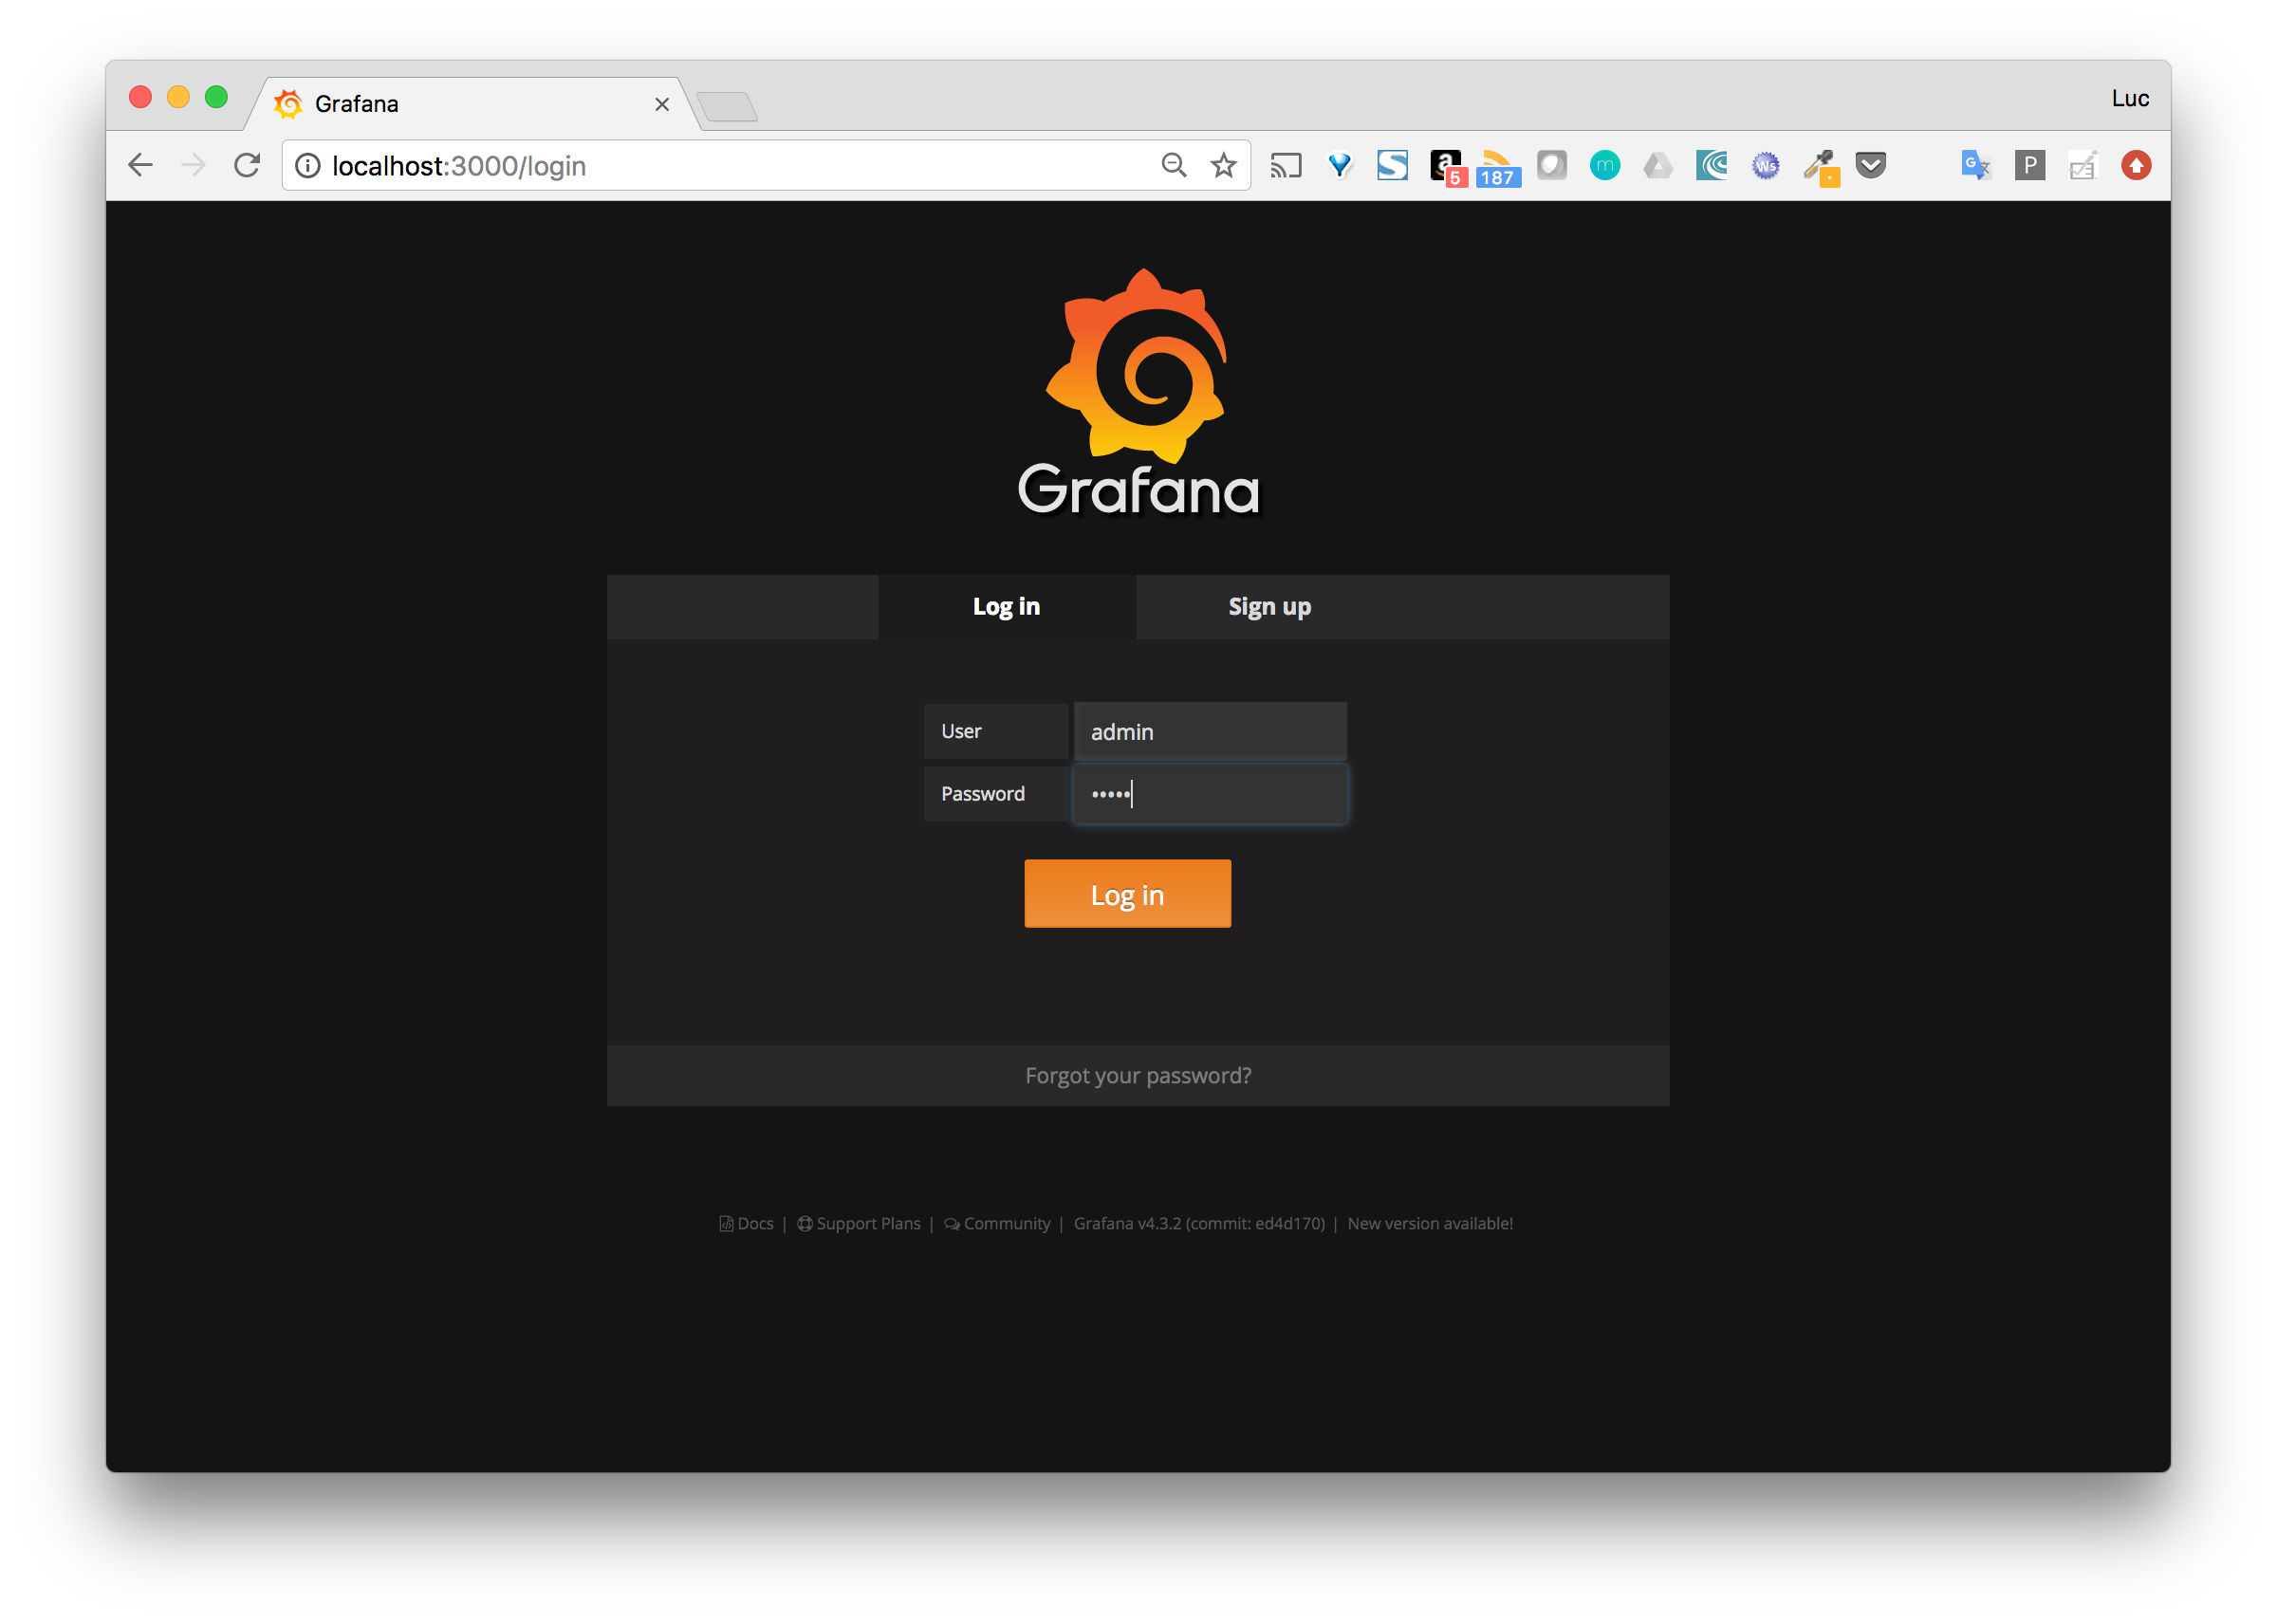 Grafana
Luc
localhost:3000/login
5
187
m
Ws
G
P
Grafana
Log in Sign up
User admin
Password •••••
Log in
Forgot your password?
Docs | Support Plans | Community | Grafana v4.3.2 (commit: ed4d170) | New version available!